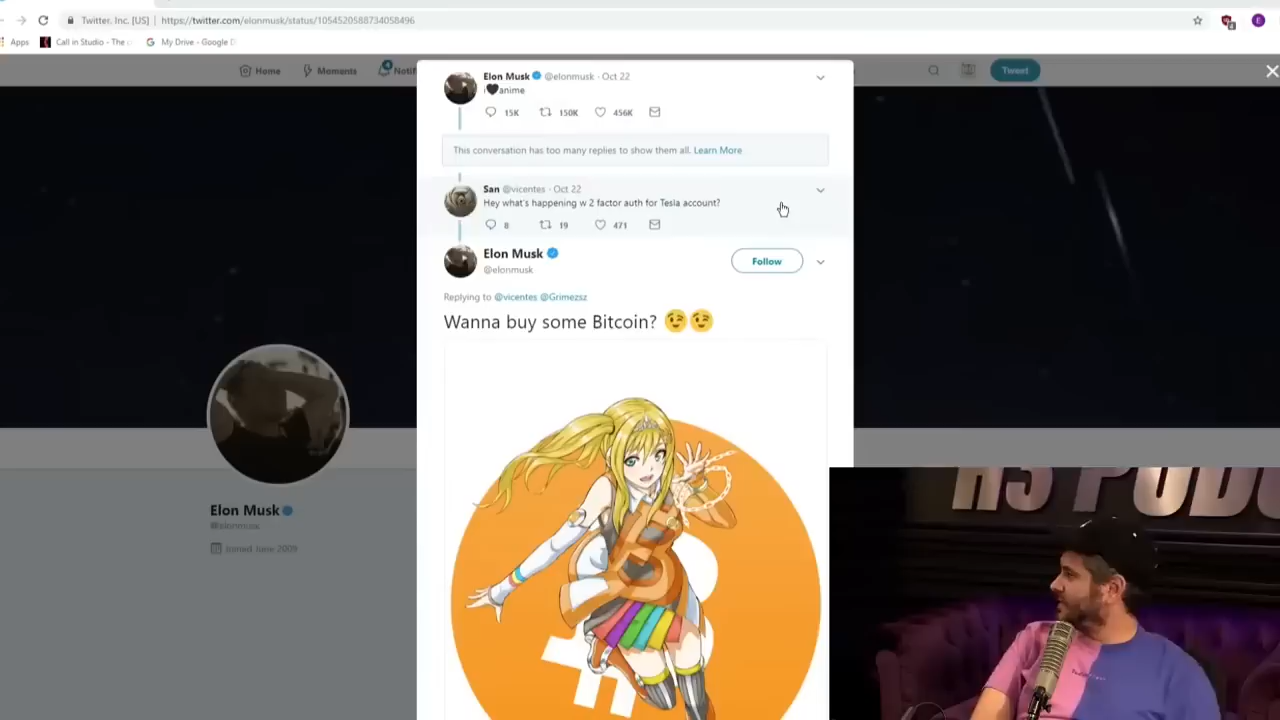 Twitter, Inc. [US] | https://twitter.com/elonmusk/status/1054520588734058496
Apps Call in Studio - The c My Drive - Google D
Home Moments Notif Tweet
4
Elon Musk @elonmusk · Oct 22
i🖤anime
15K 150K 456K
This conversation has too many replies to show them all. Learn More
San @vicentes · Oct 22
Hey what's happening w 2 factor auth for Tesla account?
8 19 471
Elon Musk
@elonmusk
Follow
Replying to @vicentes @Grimezsz
Wanna buy some Bitcoin? 😉😉
Elon Musk
@elonmusk
Joined June 2009
H3 PODC